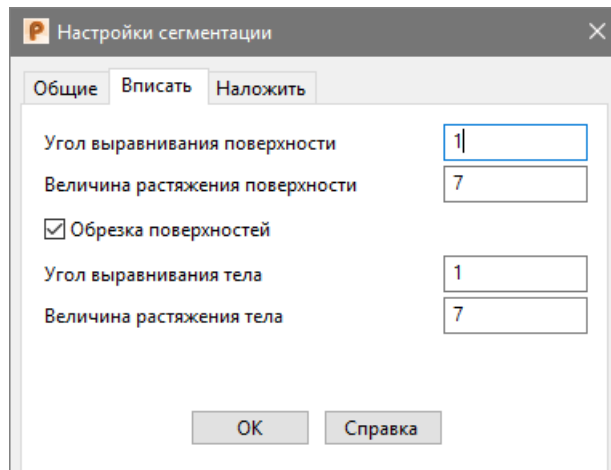 Настройки сегментации
Общие Вписать Наложить
Угол выравнивания поверхности 1
Величина растяжения поверхности 7
Обрезка поверхностей
Угол выравнивания тела 1
Величина растяжения тела 7
OK Справка